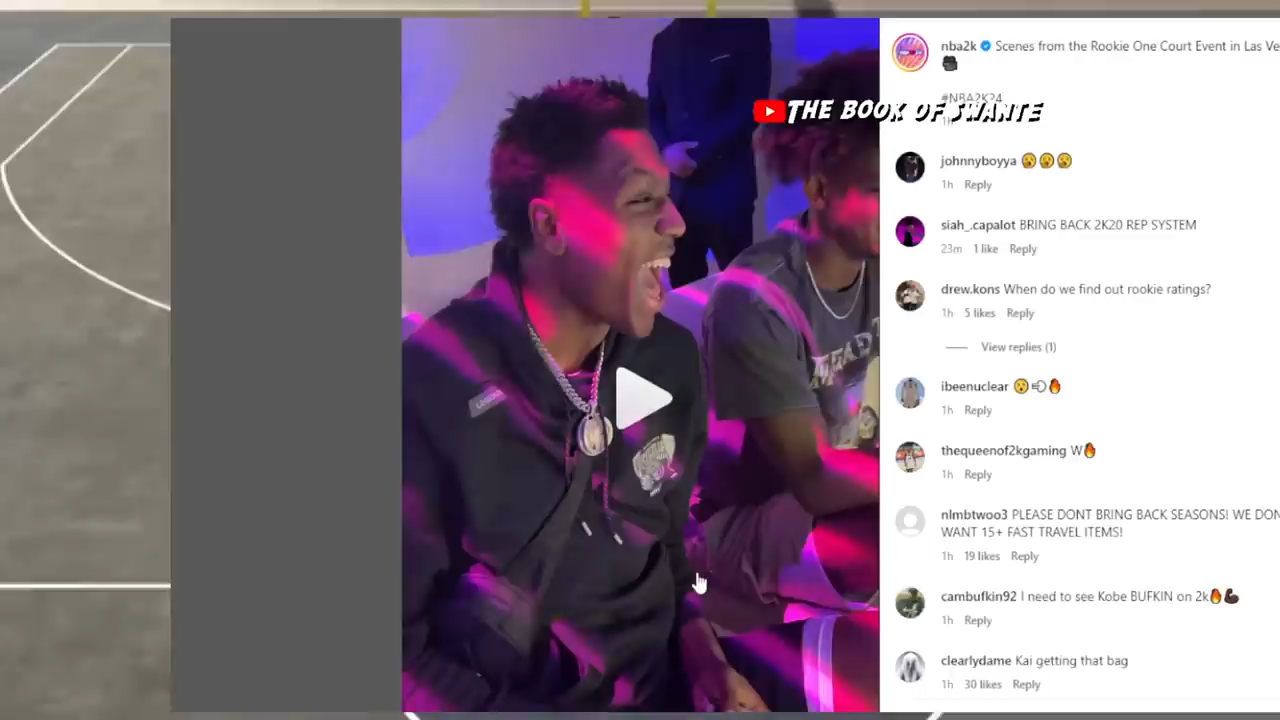 nba2k Scenes from the Rookie One Court Event in Las Ve
#NBA2K24
THE BOOK OF SWANTE
1h
johnnyboyya 😮😮😮
1h Reply
siah_.capalot BRING BACK 2K20 REP SYSTEM
23m 1 like Reply
drew.kons When do we find out rookie ratings?
1h 5 likes Reply
View replies (1)
ibeenuclear 😮💨🔥
1h Reply
thequeenof2kgaming W🔥
1h Reply
nlmbtwoo3 PLEASE DONT BRING BACK SEASONS! WE DON
WANT 15+ FAST TRAVEL ITEMS!
1h 19 likes Reply
cambufkin92 I need to see Kobe BUFKIN on 2k🔥💪🏿
1h Reply
clearlydame Kai getting that bag
1h 30 likes Reply